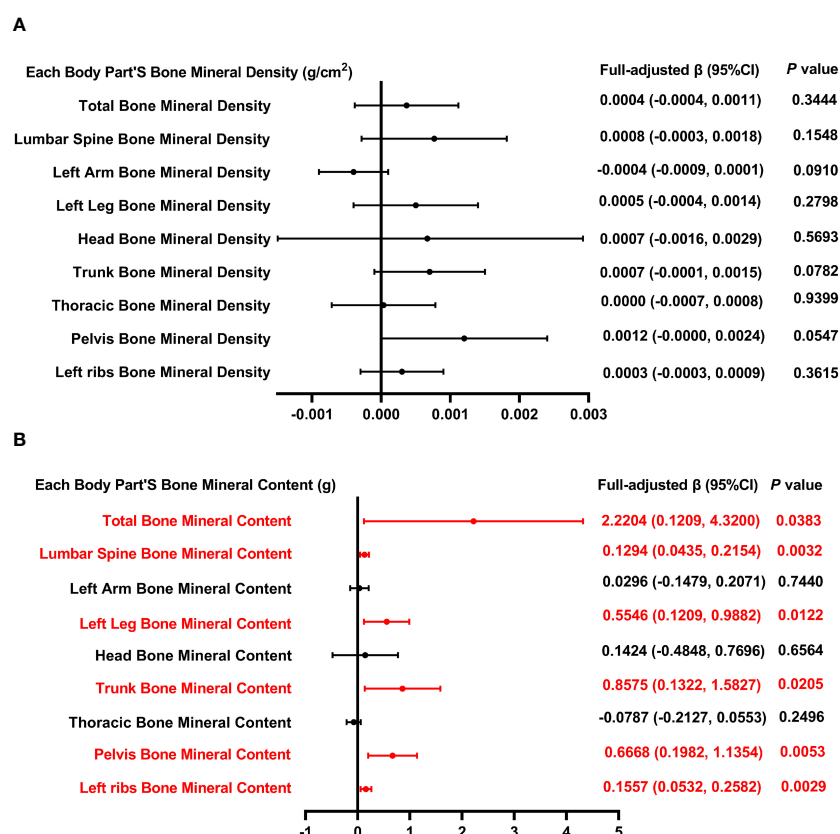 A
Each Body Part'S Bone Mineral Density (g/cm²) Full-adjusted β (95%CI) P value
Total Bone Mineral Density 0.0004 (-0.0004, 0.0011) 0.3444
Lumbar Spine Bone Mineral Density 0.0008 (-0.0003, 0.0018) 0.1548
Left Arm Bone Mineral Density -0.0004 (-0.0009, 0.0001) 0.0910
Left Leg Bone Mineral Density 0.0005 (-0.0004, 0.0014) 0.2798
Head Bone Mineral Density 0.0007 (-0.0016, 0.0029) 0.5693
Trunk Bone Mineral Density 0.0007 (-0.0001, 0.0015) 0.0782
Thoracic Bone Mineral Density 0.0000 (-0.0007, 0.0008) 0.9399
Pelvis Bone Mineral Density 0.0012 (-0.0000, 0.0024) 0.0547
Left ribs Bone Mineral Density 0.0003 (-0.0003, 0.0009) 0.3615
-0.001 0.000 0.001 0.002 0.003
B
Each Body Part'S Bone Mineral Content (g) Full-adjusted β (95%CI) P value
Total Bone Mineral Content 2.2204 (0.1209, 4.3200) 0.0383
Lumbar Spine Bone Mineral Content 0.1294 (0.0435, 0.2154) 0.0032
Left Arm Bone Mineral Content 0.0296 (-0.1479, 0.2071) 0.7440
Left Leg Bone Mineral Content 0.5546 (0.1209, 0.9882) 0.0122
Head Bone Mineral Content 0.1424 (-0.4848, 0.7696) 0.6564
Trunk Bone Mineral Content 0.8575 (0.1322, 1.5827) 0.0205
Thoracic Bone Mineral Content -0.0787 (-0.2127, 0.0553) 0.2496
Pelvis Bone Mineral Content 0.6668 (0.1982, 1.1354) 0.0053
Left ribs Bone Mineral Content 0.1557 (0.0532, 0.2582) 0.0029
-1 0 1 2 3 4 5